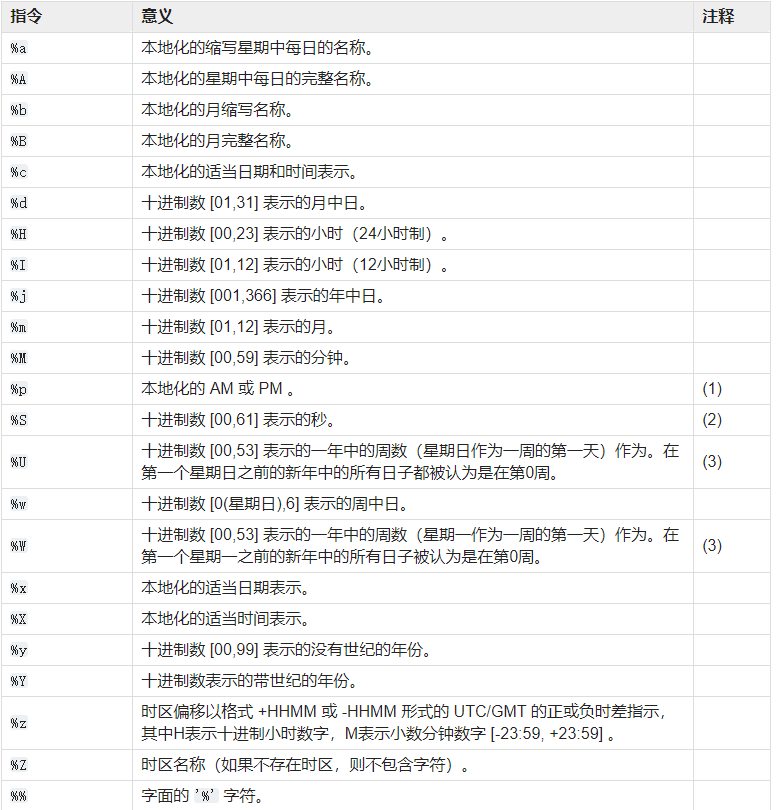 指令 意义 注释
%a 本地化的缩写星期中每日的名称。
%A 本地化的星期中每日的完整名称。
%b 本地化的月缩写名称。
%B 本地化的月完整名称。
%c 本地化的适当日期和时间表示。
%d 十进制数 [01,31] 表示的月中日。
%H 十进制数 [00,23] 表示的小时（24小时制）。
%I 十进制数 [01,12] 表示的小时（12小时制）。
%j 十进制数 [001,366] 表示的年中日。
%m 十进制数 [01,12] 表示的月。
%M 十进制数 [00,59] 表示的分钟。
%p 本地化的 AM 或 PM 。 (1)
%S 十进制数 [00,61] 表示的秒。 (2)
%U 十进制数 [00,53] 表示的一年中的周数（星期日作为一周的第一天）作为。在 (3)
第一个星期日之前的新年中的所有日子都被认为是在第0周。
%w 十进制数 [0(星期日),6] 表示的周中日。
%W 十进制数 [00,53] 表示的一年中的周数（星期一作为一周的第一天）作为。在 (3)
第一个星期一之前的新年中的所有日子被认为是在第0周。
%x 本地化的适当日期表示。
%X 本地化的适当时间表示。
%y 十进制数 [00,99] 表示的没有世纪的年份。
%Y 十进制数表示的带世纪的年份。
%z 时区偏移以格式 +HHMM 或 -HHMM 形式的 UTC/GMT 的正或负时差指示，
其中H表示十进制小时数字，M表示小数分钟数字 [-23:59, +23:59] 。
%Z 时区名称（如果不存在时区，则不包含字符）。
%% 字面的 '%' 字符。